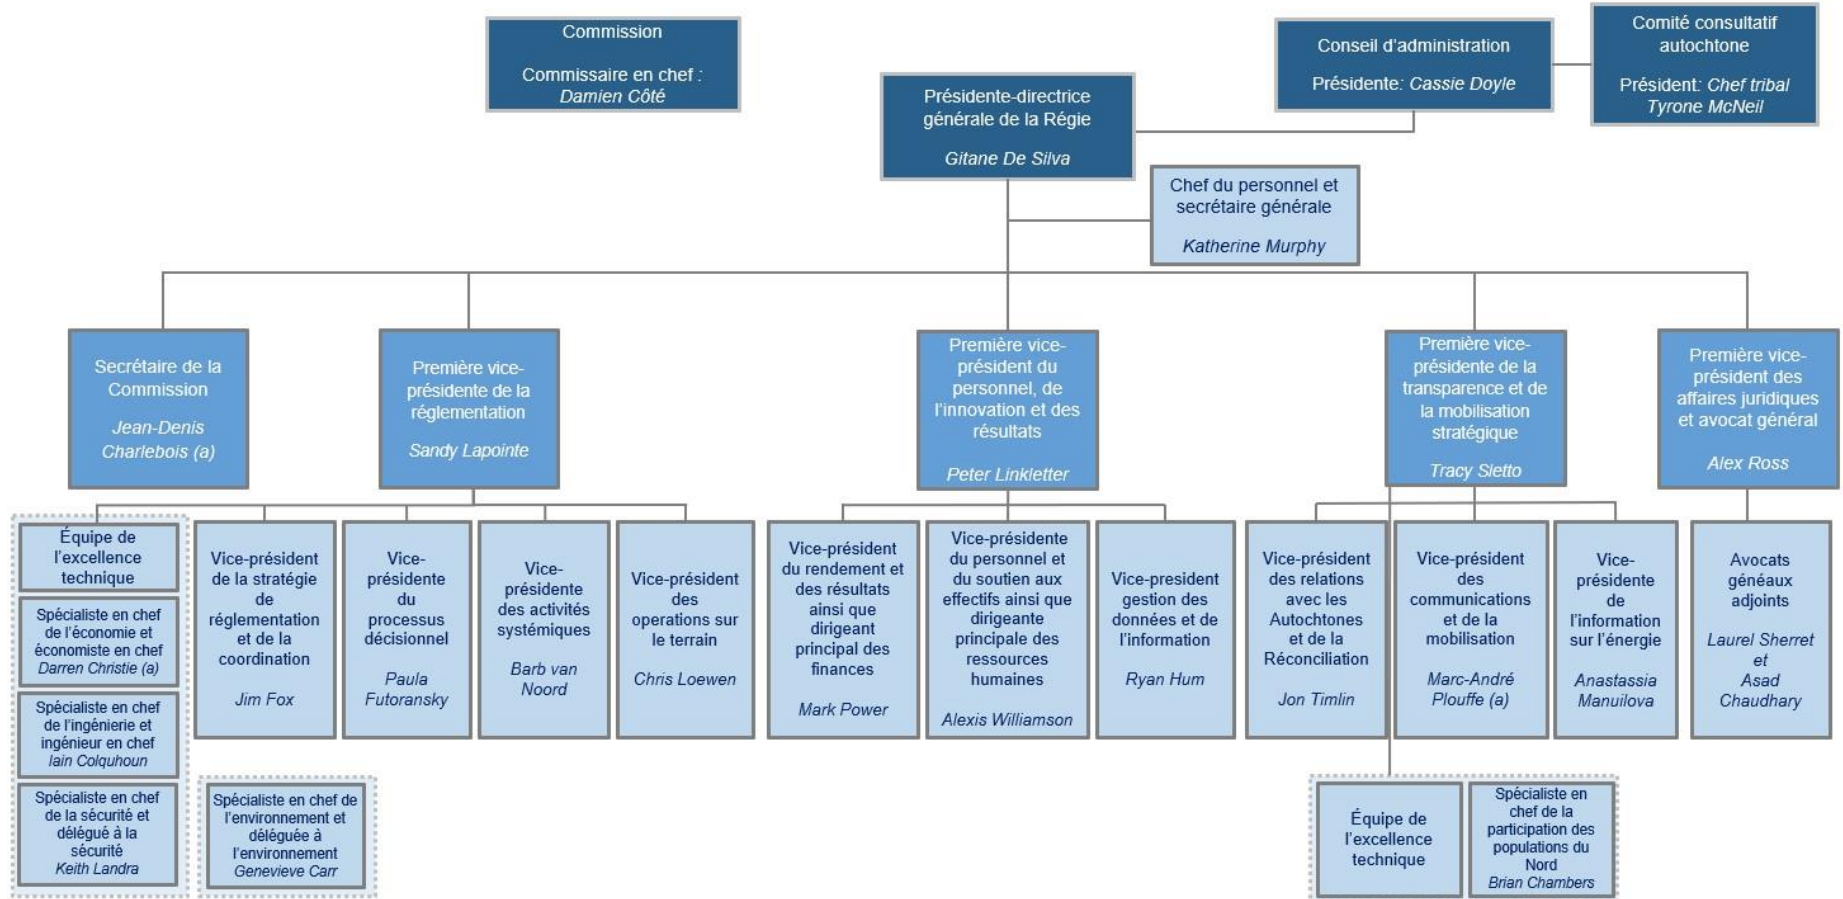 Commission
Commissaire en chef :
Damien Côté
Conseil d'administration
Présidente: Cassie Doyle
Comité consultatif
autochtone
Président: Chef tribal
Tyrone McNeil
Présidente-directrice
générale de la Régie
Gitane De Silva
Chef du personnel et
secrétaire générale
Katherine Murphy
Secrétaire de la
Commission
Jean-Denis
Charlebois (a)
Première vice-
présidente de la
réglementation
Sandy Lapointe
Première vice-
président du
personnel, de
l'innovation et des
résultats
Peter Linkletter
Première vice-
présidente de la
transparence et de
la mobilisation
stratégique
Tracy Sletto
Première vice-
président des
affaires juridiques
et avocat général
Alex Ross
Équipe de
l'excellence
technique
Spécialiste en chef
de l'économie et
économiste en chef
Darren Christie (a)
Spécialiste en chef
de l'ingénierie et
ingénieur en chef
Iain Colquhoun
Spécialiste en chef
de la sécurité et
délégué à la
sécurité
Keith Landra
Vice-président
de la stratégie
de
réglementation
et de la
coordination
Jim Fox
Vice-
présidente
du
processus
décisionnel
Paula
Futoransky
Vice-
présidente
des activités
systémiques
Barb van
Noord
Vice-président
des
operations sur
le terrain
Chris Loewen
Vice-président
du rendement et
des résultats
ainsi que
dirigeant
principal des
finances
Mark Power
Vice-présidente
du personnel et
du soutien aux
effectifs ainsi que
dirigeante
principale des
ressources
humaines
Alexis Williamson
Vice-president
gestion des
données et de
l'information
Ryan Hum
Vice-président
des relations
avec les
Autochtones
et de la
Réconciliation
Jon Timlin
Vice-président
des
communications
et de la
mobilisation
Marc-André
Plouffe (a)
Vice-
présidente
de
l'information
sur l'énergie
Anastassia
Manuilova
Avocats
généaux
adjoints
Laurel Sherret
et
Asad
Chaudhary
Spécialiste en chef de
l'environnement et
déléguée à
l'environnement
Genevieve Carr
Équipe de
l'excellence
technique
Spécialiste en
chef de la
participation des
populations du
Nord
Brian Chambers